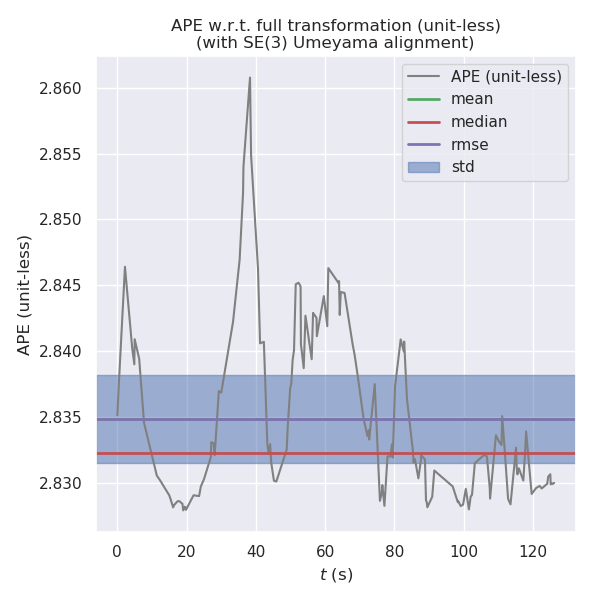 APE w.r.t. full transformation (unit-less)
(with SE(3) Umeyama alignment)
APE (unit-less)
mean
median
rmse
std
2.860
2.855
2.850
2.845
2.840
2.835
2.830
APE (unit-less)
0 20 40 60 80 100 120
t (s)